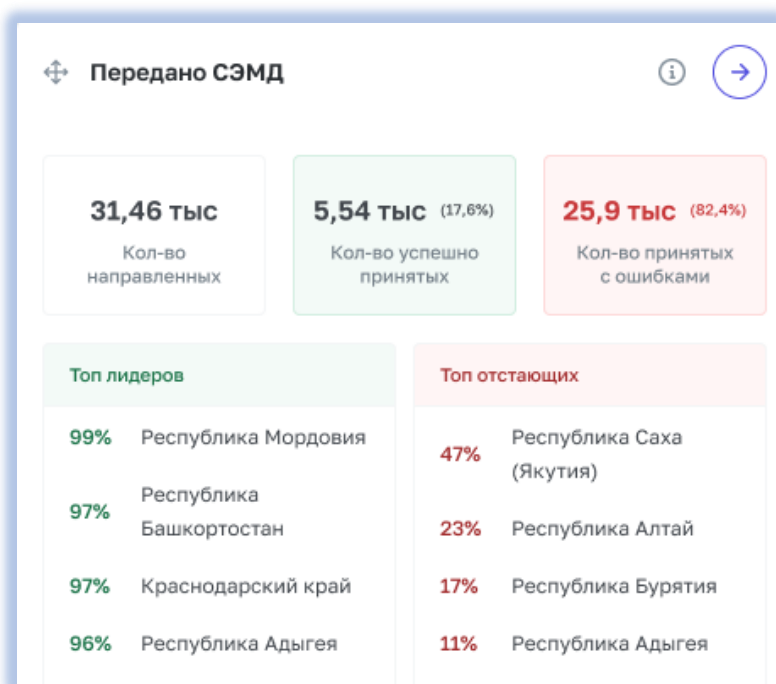 Передано СЭМД
31,46 тыс
Кол-во
направленных
5,54 тыс (17,6%)
Кол-во успешно
принятых
25,9 тыс (82,4%)
Кол-во принятых
с ошибками
Топ лидеров
99% Республика Мордовия
97% Республика
Башкортостан
97% Краснодарский край
96% Республика Адыгея
Топ отстающих
47% Республика Саха
(Якутия)
23% Республика Алтай
17% Республика Бурятия
11% Республика Адыгея